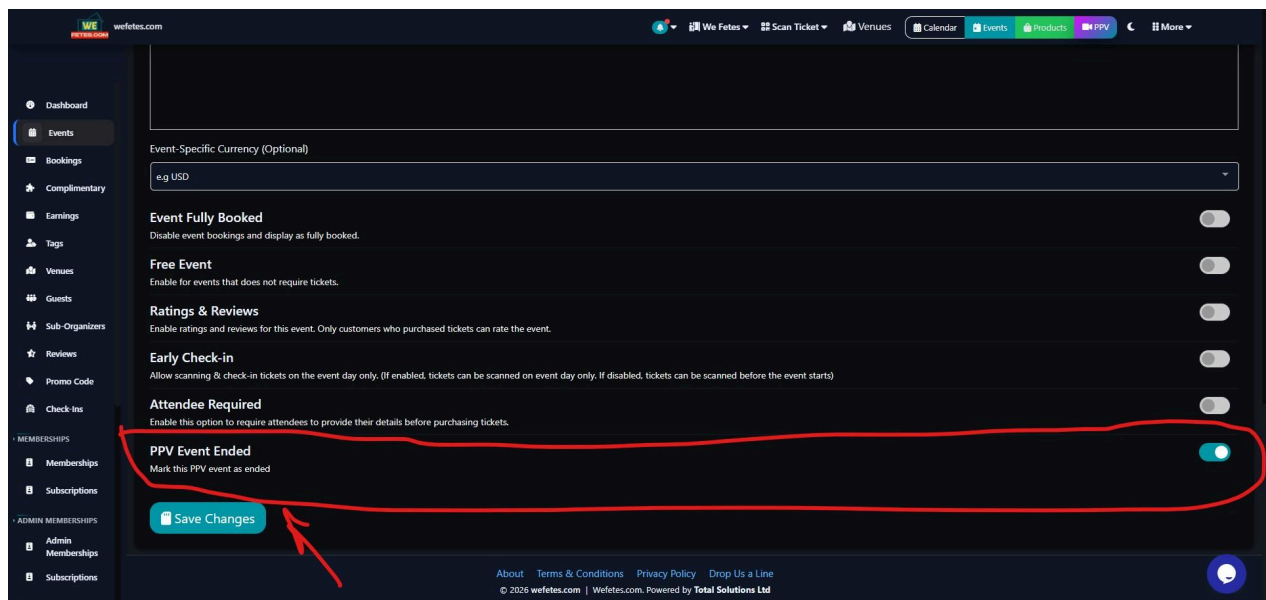 WE
FETES.COM
wefetes.com
We Fetes
Scan Ticket
Venues
Calendar
Events
Products
PPV
More
Dashboard
Events
Bookings
Complimentary
Earnings
Tags
Venues
Guests
Sub-Organizers
Reviews
Promo Code
Check-Ins
MEMBERSHIPS
Memberships
Subscriptions
ADMIN MEMBERSHIPS
Admin
Memberships
Subscriptions
Event-Specific Currency (Optional)
e.g USD
Event Fully Booked
Disable event bookings and display as fully booked.
Free Event
Enable for events that does not require tickets.
Ratings & Reviews
Enable ratings and reviews for this event. Only customers who purchased tickets can rate the event.
Early Check-in
Allow scanning & check-in tickets on the event day only. (If enabled, tickets can be scanned on event day only. If disabled, tickets can be scanned before the event starts)
Attendee Required
Enable this option to require attendees to provide their details before purchasing tickets.
PPV Event Ended
Mark this PPV event as ended
Save Changes
About Terms & Conditions Privacy Policy Drop Us a Line
© 2026 wefetes.com | Wefetes.com. Powered by Total Solutions Ltd